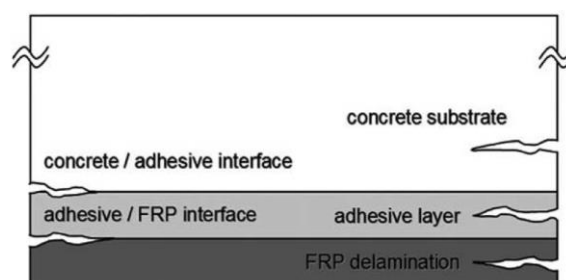 concrete substrate
concrete / adhesive interface
adhesive / FRP interface
adhesive layer
FRP delamination